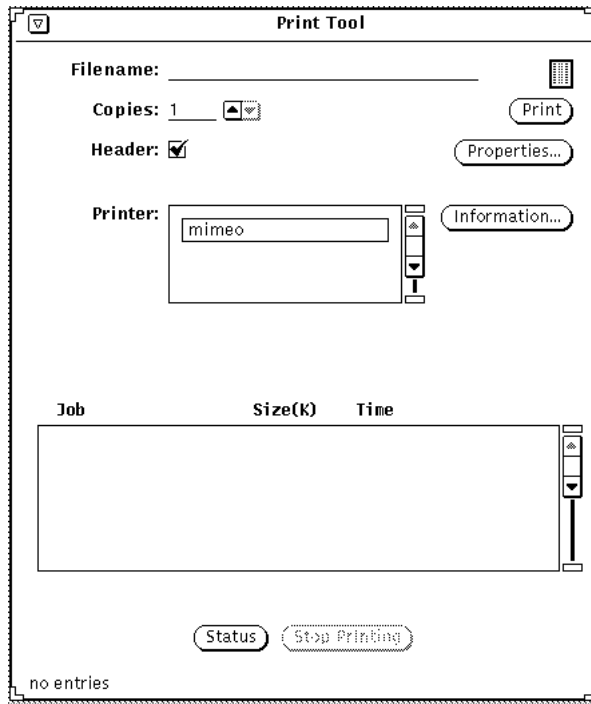 Print Tool
Filename:
Copies: 1
Print
Header:
Properties...
Printer:
mimeo
Information...
Job Size(K) Time
Status Stop Printing
no entries